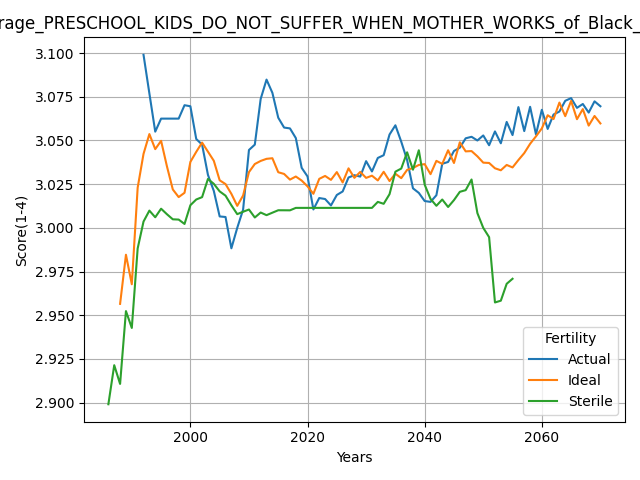 rage_PRESCHOOL_KIDS_DO_NOT_SUFFER_WHEN_MOTHER_WORKS_of_Black_
3.100
3.075
3.050
3.025
3.000
2.975
2.950
2.925
2.900
Score(1-4)
2000
2020
2040
2060
Years
Fertility
Actual
Ideal
Sterile